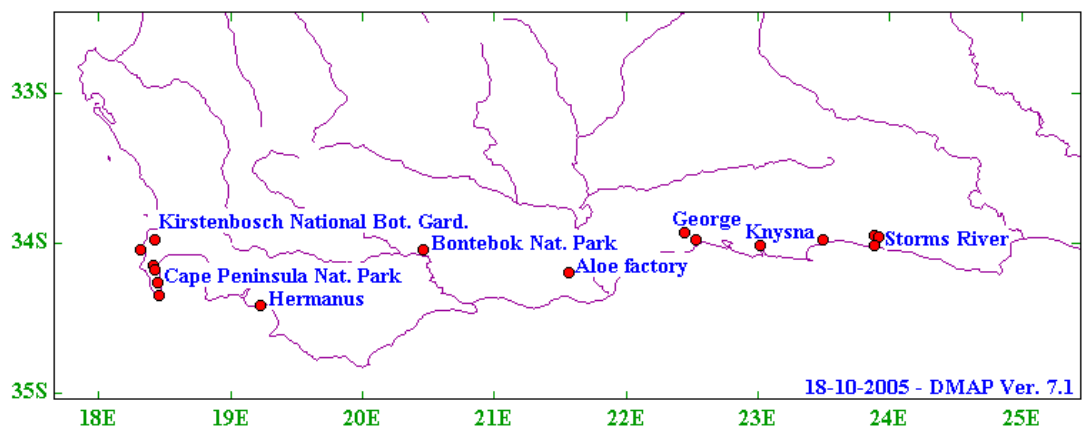 33S
Kirstenbosch National Bot. Gard.
George
34S
Knysna
Storms River
Bontebok Nat. Park
Aloe factory
Cape Peninsula Nat. Park
Hermanus
18-10-2005 - DMAP Ver. 7.1
35S
18E 19E 20E 21E 22E 23E 24E 25E